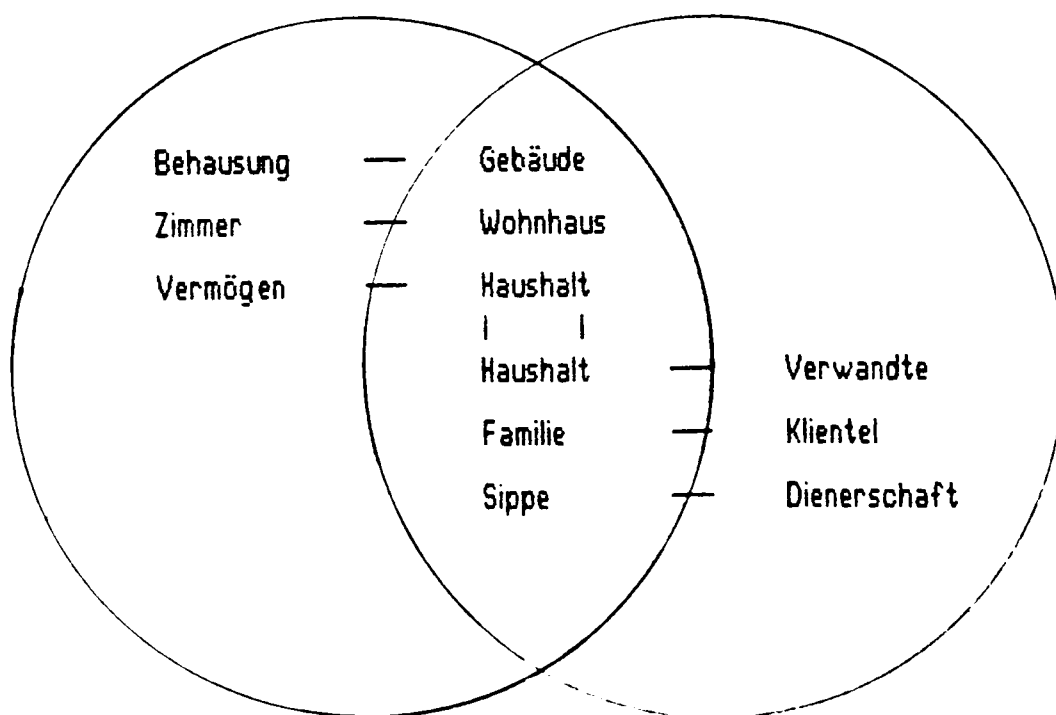 Behausung — Gebäude
Zimmer — Wohnhaus
Vermögen — Haushalt
Haushalt — Verwandte
Familie — Klientel
Sippe — Dienerschaft